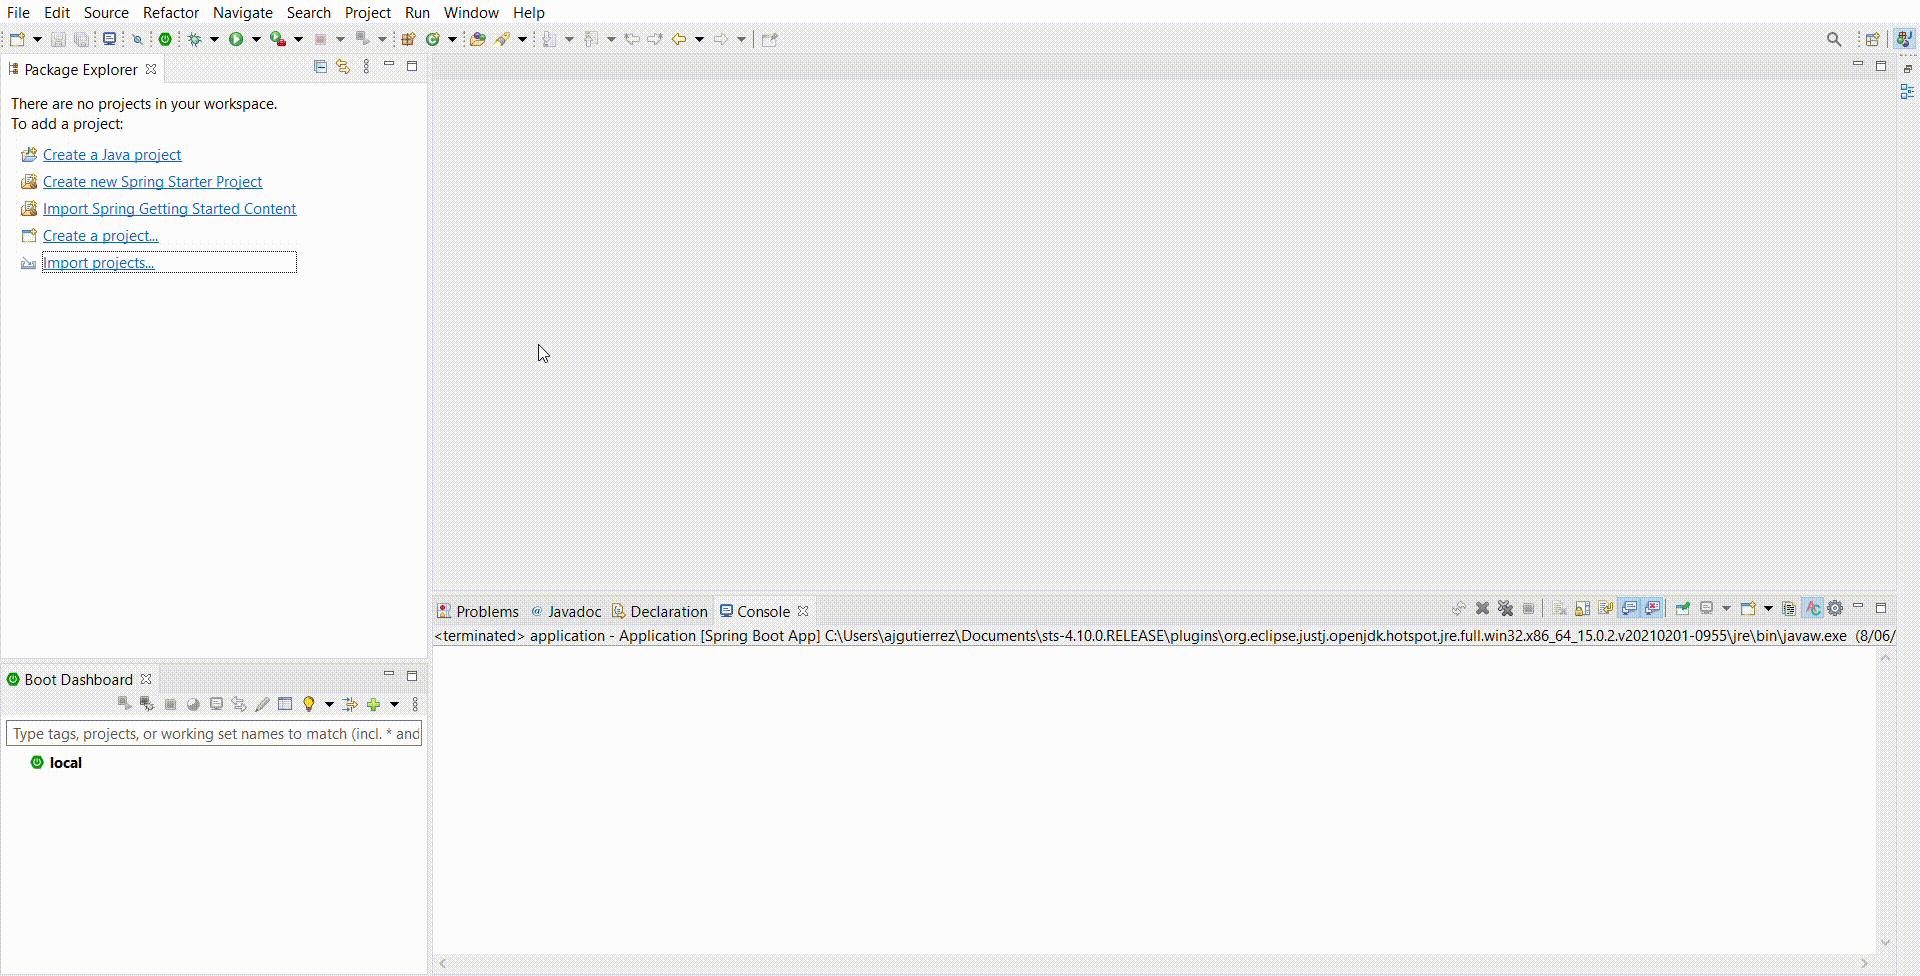 File Edit Source Refactor Navigate Search Project Run Window Help
Package Explorer
There are no projects in your workspace.
To add a project:
Create a Java project
Create new Spring Starter Project
Import Spring Getting Started Content
Create a project...
Import projects...
Problems @ Javadoc Declaration Console
<terminated> application - Application [Spring Boot App] C:\Users\ajgutierrez\Documents\sts-4.10.0.RELEASE\plugins\org.eclipse.justj.openjdk.hotspot.jre.full.win32.x86_64_15.0.2.v20210201-0955\jre\bin\javaw.exe (8/06/
Boot Dashboard
Type tags, projects, or working set names to match (incl. * and
local